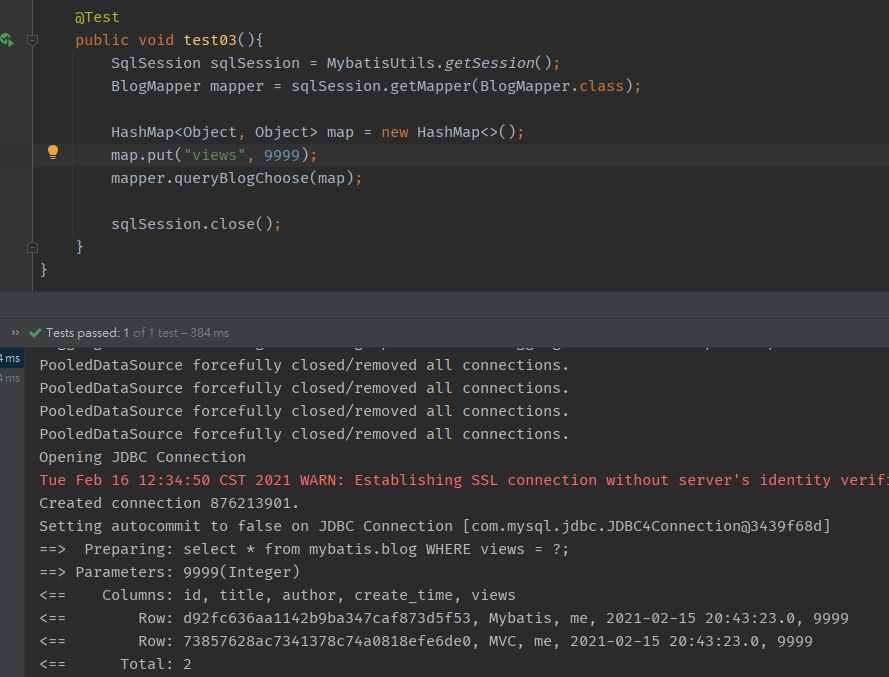 @Test
public void test03(){
SqlSession sqlSession = MybatisUtils.getSession();
BlogMapper mapper = sqlSession.getMapper(BlogMapper.class);
HashMap<Object, Object> map = new HashMap<>();
map.put("views", 9999);
mapper.queryBlogChoose(map);
sqlSession.close();
}
}
» Tests passed: 1 of 1 test – 384 ms
4 ms
PooledDataSource forcefully closed/removed all connections.
4 ms
PooledDataSource forcefully closed/removed all connections.
PooledDataSource forcefully closed/removed all connections.
PooledDataSource forcefully closed/removed all connections.
Opening JDBC Connection
Tue Feb 16 12:34:50 CST 2021 WARN: Establishing SSL connection without server's identity verifi
Created connection 876213901.
Setting autocommit to false on JDBC Connection [com.mysql.jdbc.JDBC4Connection@3439f68d]
==>  Preparing: select * from mybatis.blog WHERE views = ?;
==> Parameters: 9999(Integer)
<==    Columns: id, title, author, create_time, views
<==        Row: d92fc636aa1142b9ba347caf873d5f53, Mybatis, me, 2021-02-15 20:43:23.0, 9999
<==        Row: 73857628ac7341378c74a0818efe6de0, MVC, me, 2021-02-15 20:43:23.0, 9999
<==      Total: 2